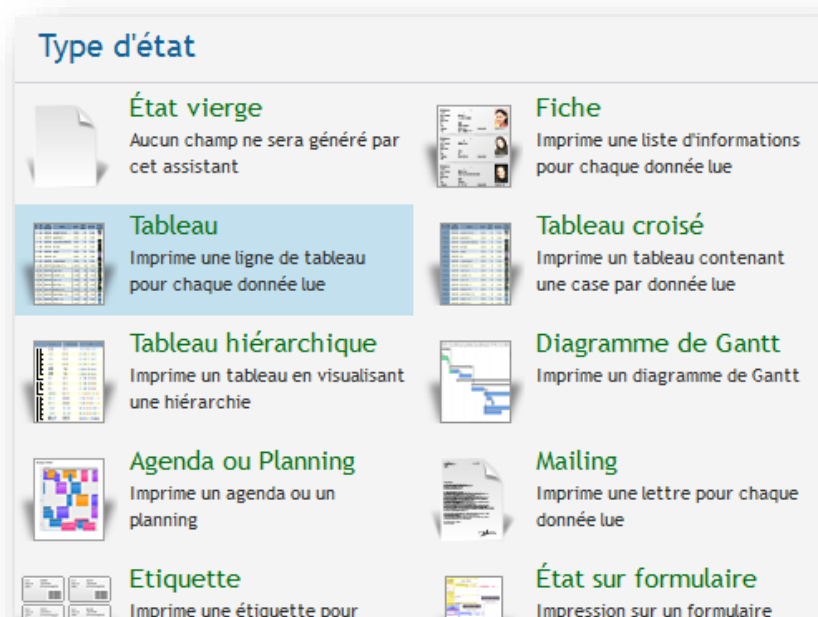 Type d'état
État vierge
Aucun champ ne sera généré par
cet assistant
Fiche
Imprime une liste d'informations
pour chaque donnée lue
Tableau
Imprime une ligne de tableau
pour chaque donnée lue
Tableau croisé
Imprime un tableau contenant
une case par donnée lue
Tableau hiérarchique
Imprime un tableau en visualisant
une hiérarchie
Diagramme de Gantt
Imprime un diagramme de Gantt
Agenda ou Planning
Imprime un agenda ou un
planning
Mailing
Imprime une lettre pour chaque
donnée lue
Etiquette
Imprime une étiquette pour
État sur formulaire
Impression sur un formulaire